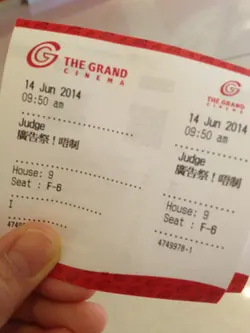 THE GRAND
CINEMA
14 Jun 2014
09:50 am
Judge
廣告祭!唔制
House: 9
Seat : F-6
I
THE GRAND
CINEMA
14 Jun 2014
09:50 am
Judge
廣告祭!唔制
House: 9
Seat : F-6
4749978-1